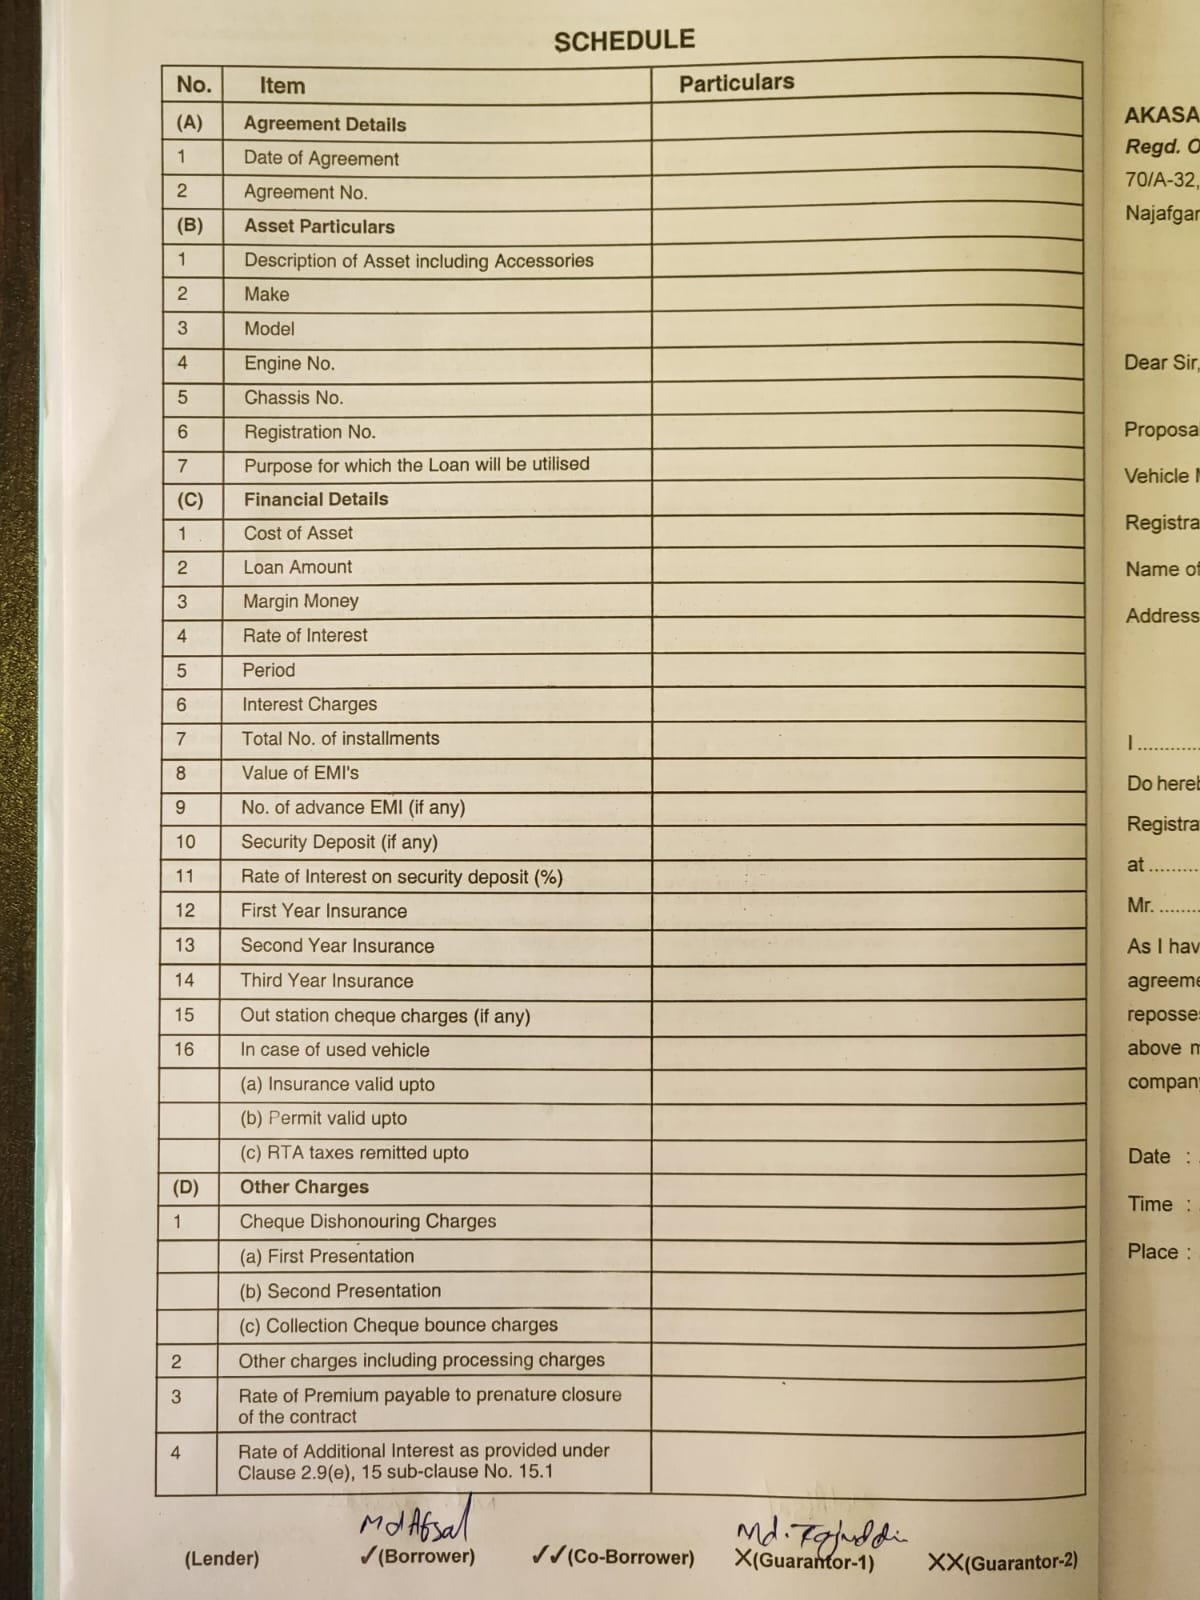 SCHEDULE
No. Item Particulars
(A) Agreement Details
1 Date of Agreement
2 Agreement No.
(B) Asset Particulars
1 Description of Asset including Accessories
2 Make
3 Model
4 Engine No.
5 Chassis No.
6 Registration No.
7 Purpose for which the Loan will be utilised
(C) Financial Details
1 Cost of Asset
2 Loan Amount
3 Margin Money
4 Rate of Interest
5 Period
6 Interest Charges
7 Total No. of installments
8 Value of EMI's
9 No. of advance EMI (if any)
10 Security Deposit (if any)
11 Rate of Interest on security deposit (%)
12 First Year Insurance
13 Second Year Insurance
14 Third Year Insurance
15 Out station cheque charges (if any)
16 In case of used vehicle
(a) Insurance valid upto
(b) Permit valid upto
(c) RTA taxes remitted upto
(D) Other Charges
1 Cheque Dishonouring Charges
(a) First Presentation
(b) Second Presentation
(c) Collection Cheque bounce charges
2 Other charges including processing charges
3 Rate of Premium payable to prenature closure
of the contract
4 Rate of Additional Interest as provided under
Clause 2.9(e), 15 sub-clause No. 15.1
Md Afsal Md.
(Lender) ✓(Borrower) ✓✓(Co-Borrower) X(Guarantor-1) XX(Guarantor-2)
AKASA
Regd. O
70/A-32,
Najafgar
Dear Sir,
Proposal
Vehicle
Registra
Name of
Address
I ............
Do hereb
Registra
at .........
Mr. .......
As I hav
agreeme
reposses
above m
company
Date :
Time :
Place :